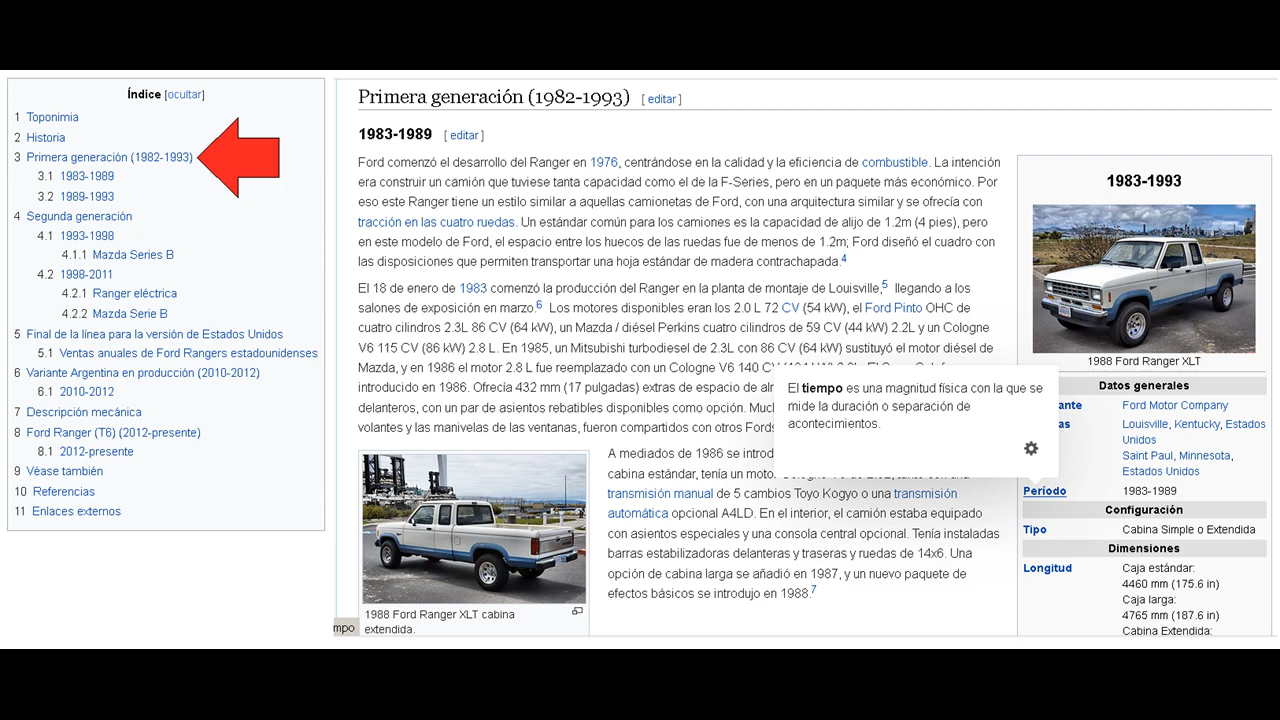 Índice [ocultar]
1 Toponimia
2 Historia
3 Primera generación (1982-1993)
3.1 1983-1989
3.2 1989-1993
4 Segunda generación
4.1 1993-1998
4.1.1 Mazda Series B
4.2 1998-2011
4.2.1 Ranger eléctrica
4.2.2 Mazda Serie B
5 Final de la línea para la versión de Estados Unidos
5.1 Ventas anuales de Ford Rangers estadounidenses
6 Variante Argentina en producción (2010-2012)
6.1 2010-2012
7 Descripción mecánica
8 Ford Ranger (T6) (2012-presente)
8.1 2012-presente
9 Véase también
10 Referencias
11 Enlaces externos
Primera generación (1982-1993) [ editar ]
1983-1989 [ editar ]
Ford comenzó el desarrollo del Ranger en 1976, centrándose en la calidad y la eficiencia de combustible. La intención
era construir un camión que tuviese tanta capacidad como el de la F-Series, pero en un paquete más económico. Por
eso este Ranger tiene un estilo similar a aquellas camionetas de Ford, con una arquitectura similar y se ofrecía con
tracción en las cuatro ruedas. Un estándar común para los camiones es la capacidad de alijo de 1.2m (4 pies), pero
en este modelo de Ford, el espacio entre los huecos de las ruedas fue de menos de 1.2m; Ford diseñó el cuadro con
las disposiciones que permiten transportar una hoja estándar de madera contrachapada.4
El 18 de enero de 1983 comenzó la producción del Ranger en la planta de montaje de Louisville,5 llegando a los
salones de exposición en marzo.6 Los motores disponibles eran los 2.0 L 72 CV (54 kW), el Ford Pinto OHC de
cuatro cilindros 2.3L 86 CV (64 kW), un Mazda / diésel Perkins cuatro cilindros de 59 CV (44 kW) 2.2L y un Cologne
V6 115 CV (86 kW) 2.8 L. En 1985, un Mitsubishi turbodiesel de 2.3L con 86 CV (64 kW) sustituyó el motor diésel de
Mazda, y en 1986 el motor 2.8 L fue reemplazado con un Cologne V6 140 CV
introducido en 1986. Ofrecía 432 mm (17 pulgadas) extras de espacio de
delanteros, con un par de asientos rebatibles disponibles como opción.
volantes y las manivelas de las ventanas, fueron compartidos con otros Fords
A mediados de 1986 se introd
cabina estándar, tenía un motor
transmisión manual de 5 cambios Toyo Kogyo o una transmisión
automática opcional A4LD. En el interior, el camión estaba equipado
con asientos especiales y una consola central opcional. Tenía instaladas
barras estabilizadoras delanteras y traseras y ruedas de 14x6. Una
opción de cabina larga se añadió en 1987, y un nuevo paquete de
efectos básicos se introdujo en 1988.7
1988 Ford Ranger XLT cabina
extendida.
mpo
El tiempo es una magnitud física con la que se
mide la duración o separación de
acontecimientos.
1983-1993
1988 Ford Ranger XLT
Datos generales
ante Ford Motor Company
as Louisville, Kentucky, Estados
Unidos
Saint Paul, Minnesota,
Estados Unidos
Período 1983-1989
Configuración
Tipo Cabina Simple o Extendida
Dimensiones
Longitud Caja estándar:
4460 mm (175.6 in)
Caja larga:
4765 mm (187.6 in)
Cabina Extendida: